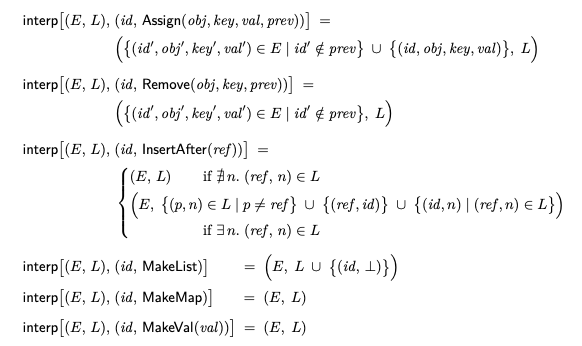 interp[(E, L), (id, Assign(obj, key, val, prev))] =
({(id′, obj′, key′, val′) ∈ E | id′ ∉ prev} ∪ {(id, obj, key, val)}, L)
interp[(E, L), (id, Remove(obj, key, prev))] =
({(id′, obj′, key′, val′) ∈ E | id′ ∉ prev}, L)
interp[(E, L), (id, InsertAfter(ref))] =
(E, L) if ∄ n. (ref, n) ∈ L
(E, {(p, n) ∈ L | p ≠ ref} ∪ {(ref, id)} ∪ {(id, n) | (ref, n) ∈ L})
if ∃ n. (ref, n) ∈ L
interp[(E, L), (id, MakeList)] = (E, L ∪ {(id, ⊥)})
interp[(E, L), (id, MakeMap)] = (E, L)
interp[(E, L), (id, MakeVal(val))] = (E, L)